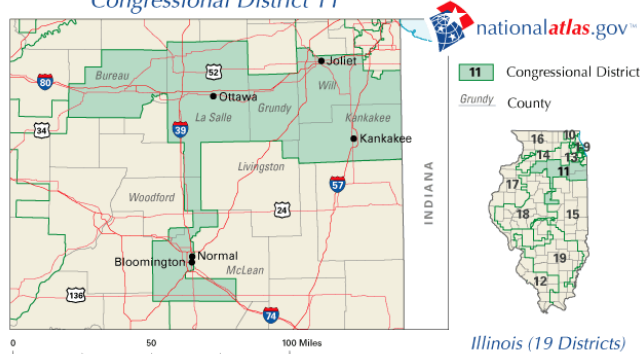 Congressional District 11
nationalatlas.gov™
11 Congressional District
Grundy County
80
Bureau
52
Joliet
Will
Ottawa
Grundy
La Salle
Kankakee
34
39
Kankakee
Livingston
57
INDIANA
Woodford
24
Normal
Bloomington
McLean
136
74
0 50 100 Miles
16
10
9
14
13
11
17
18
15
19
12
Illinois (19 Districts)